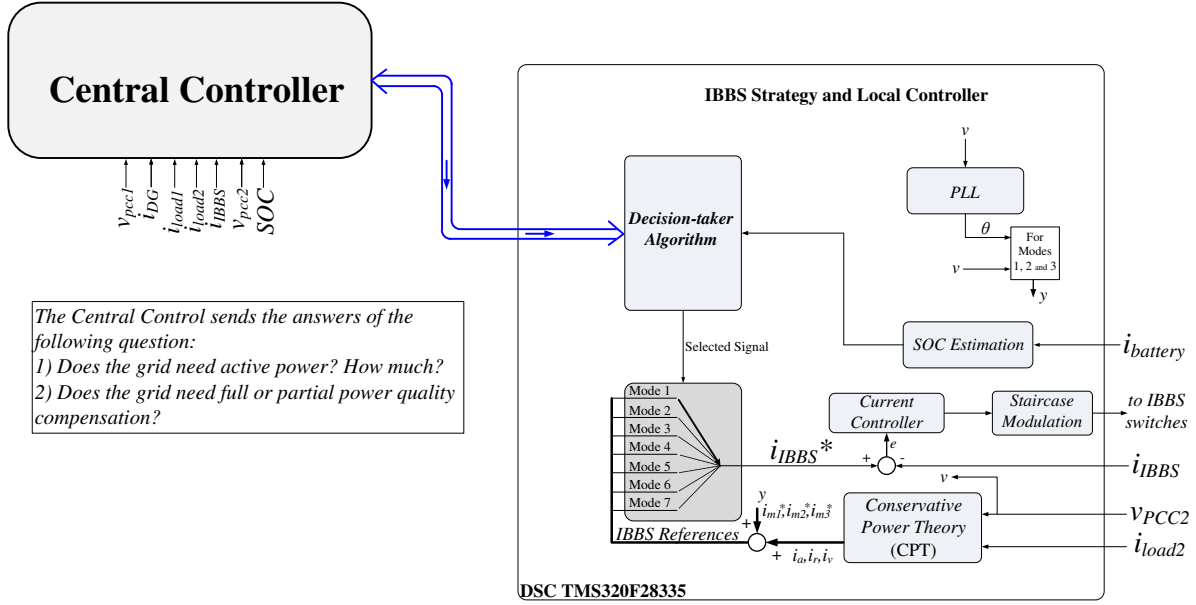 Central Controller
v_pcc1
i_DG
i_load1
i_load2
i_IBBS
v_pcc2
SOC
The Central Control sends the answers of the
following question:
1) Does the grid need active power? How much?
2) Does the grid need full or partial power quality
compensation?
IBBS Strategy and Local Controller
v
PLL
θ
For
Modes
1, 2 and 3
v
y
Decision-taker
Algorithm
SOC Estimation
i_battery
Selected Signal
Mode 1
Mode 2
Mode 3
Mode 4
Mode 5
Mode 6
Mode 7
i_IBBS*
+
-
e
Current
Controller
Staircase
Modulation
to IBBS
switches
i_IBBS
v
v_PCC2
i_load2
Conservative
Power Theory
(CPT)
y
i_m1*,i_m2*,i_m3*
+
+
i_a,i_r,i_v
IBBS References
DSC TMS320F28335